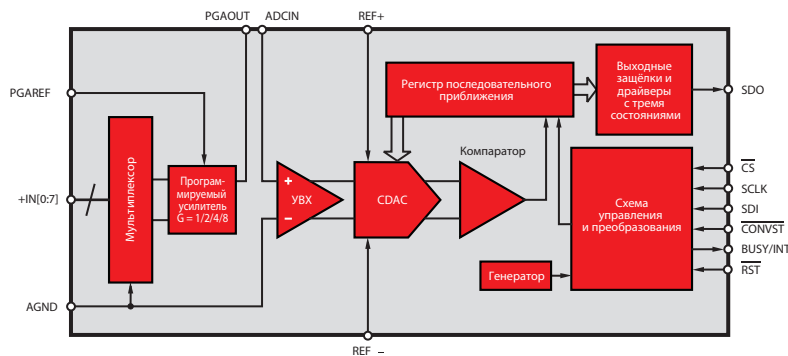 PGAOUT ADCIN REF+
PGAREF
+IN[0:7]
AGND
Мультиплексор
Програм-
мируемый
усилитель
G = 1/2/4/8
+
УВХ
–
CDAC
Регистр последовательного
приближения
Компаратор
Выходные
защёлки и
драйверы
с тремя
состояниями
Схема
управления
и преобразования
Генератор
SDO
CS
SCLK
SDI
CONVST
BUSY/INT
RST
REF –